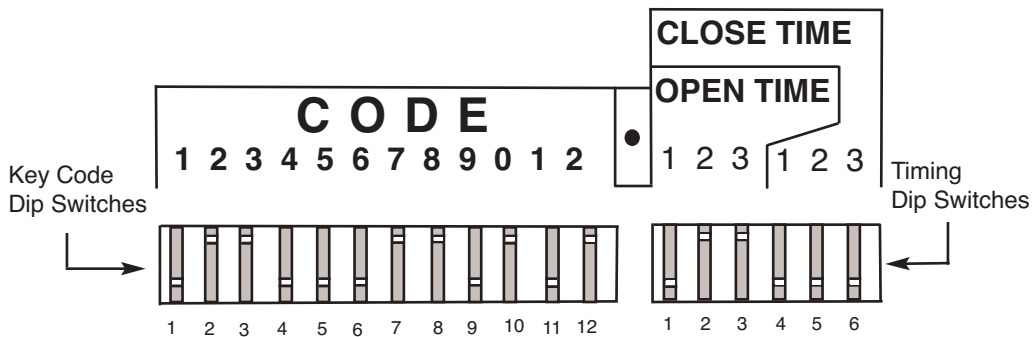 CLOSE TIME
OPEN TIME
C O D E
1 2 3 4 5 6 7 8 9 0 1 2
1 2 3 1 2 3
Key Code
Dip Switches
Timing
Dip Switches
1 2 3 4 5 6 7 8 9 10 11 12
1 2 3 4 5 6